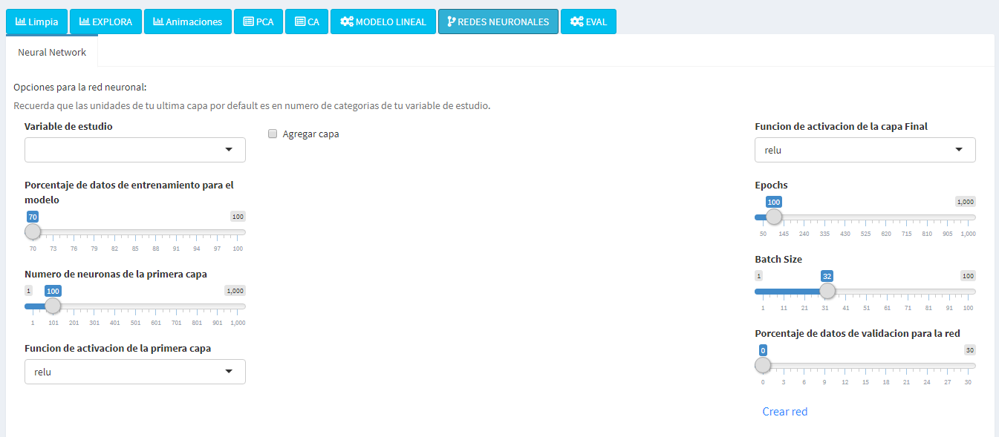 Limpia EXPLORA Animaciones PCA CA MODELO LINEAL REDES NEURONALES EVAL
Neural Network
Opciones para la red neuronal:
Recuerda que las unidades de tu ultima capa por default es en numero de categorias de tu variable de estudio.
Variable de estudio
Porcentaje de datos de entrenamiento para el
modelo
70 100
70 73 76 79 82 85 88 91 94 97 100
Numero de neuronas de la primera capa
1 100 1,000
1 101 201 301 401 501 601 701 801 901 1,000
Funcion de activacion de la primera capa
relu
Agregar capa
Funcion de activacion de la capa Final
relu
Epochs
100 1,000
50 145 240 335 430 525 620 715 810 905 1,000
Batch Size
1 32 100
1 11 21 31 41 51 61 71 81 91 100
Porcentaje de datos de validacion para la red
0 30
0 3 6 9 12 15 18 21 24 27 30
Crear red